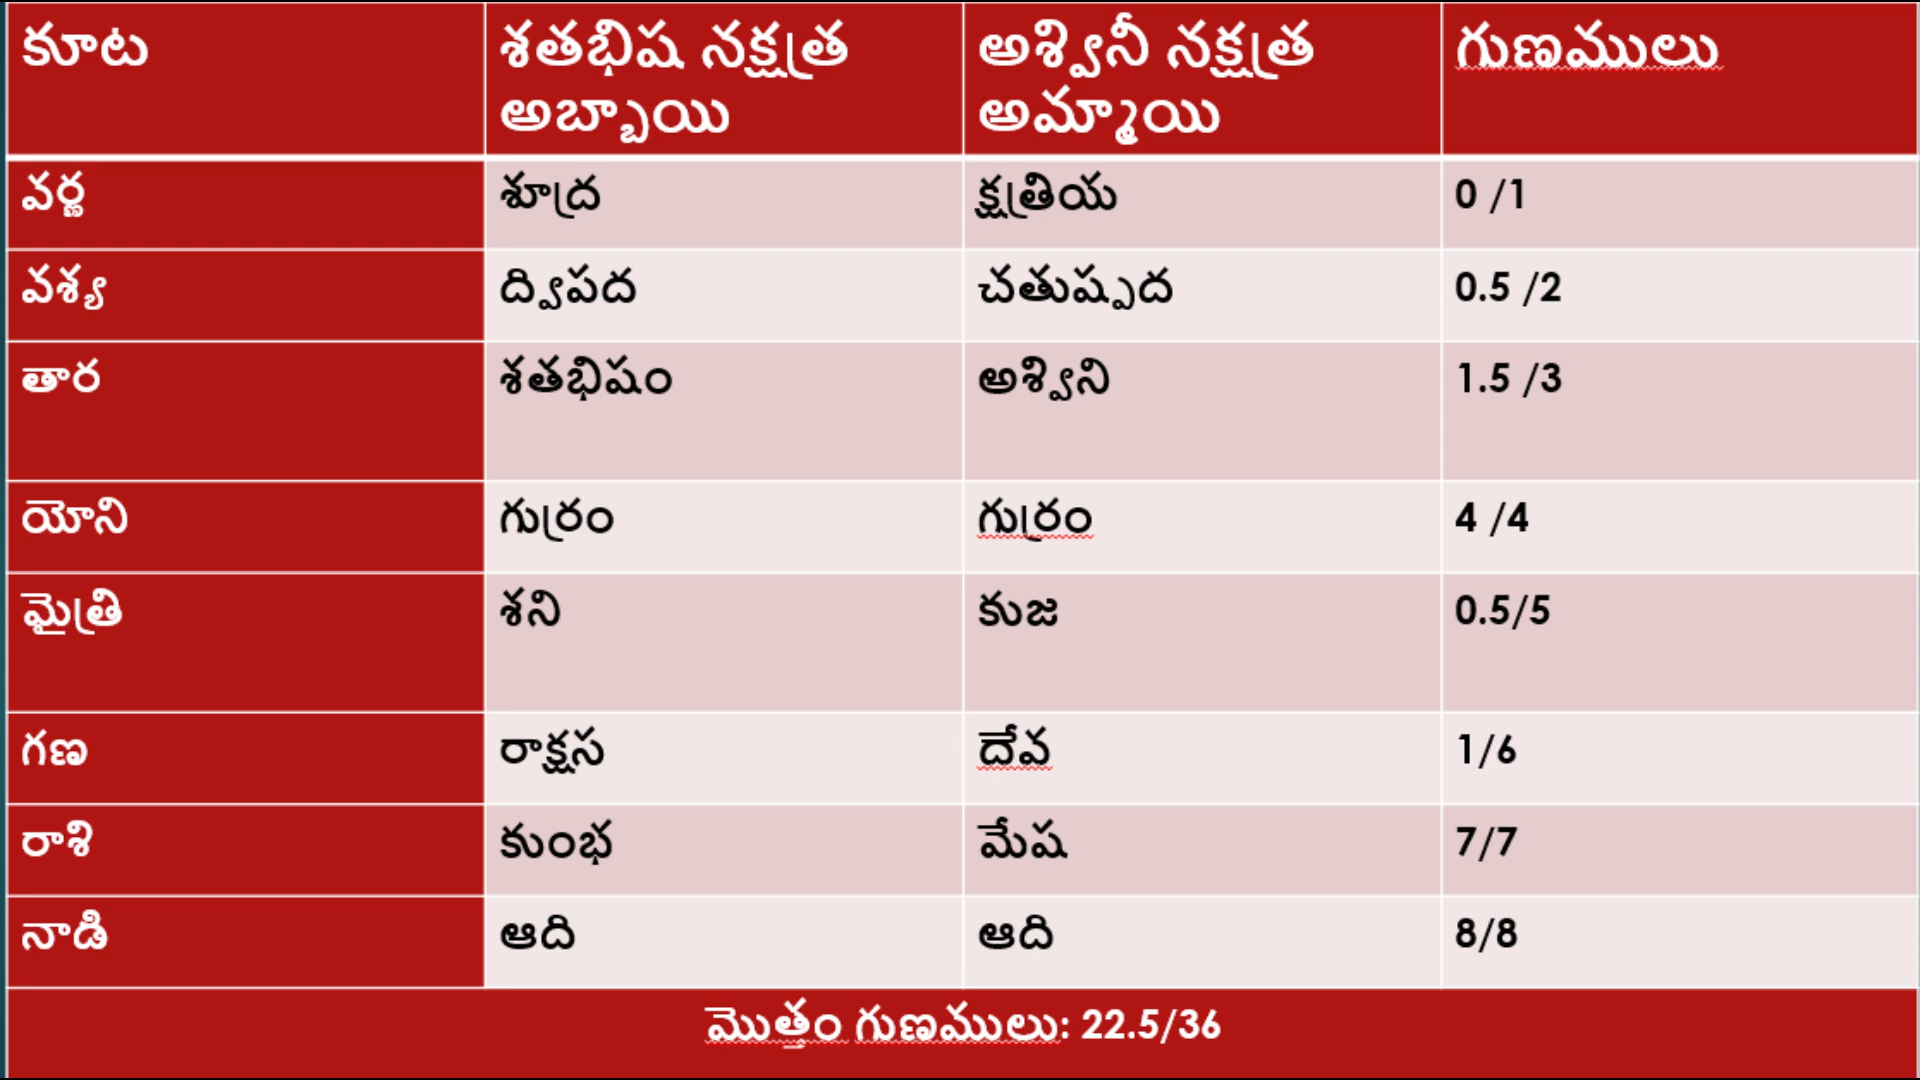 కూట శతభిష నక్షత్ర అబ్బాయి అశ్వినీ నక్షత్ర అమ్మాయి గుణములు
వర్ణ శూద్ర క్షత్రియ 0 /1
వశ్య ద్విపద చతుష్పద 0.5 /2
తార శతభిషం అశ్విని 1.5 /3
యోని గుర్రం గుర్రం 4 /4
మైత్రి శని కుజ 0.5/5
గణ రాక్షస దేవ 1/6
రాశి కుంభ మేష 7/7
నాడి ఆది ఆది 8/8
మొత్తం గుణములు: 22.5/36